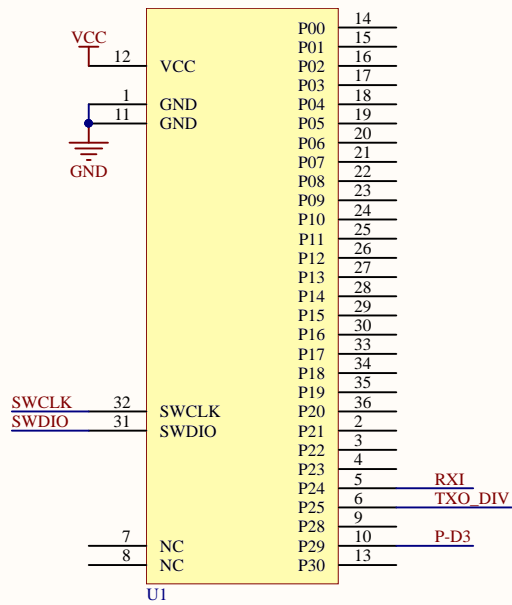 14
P00
15
P01
VCC
12
VCC
16
P02
17
P03
1
GND
18
P04
11
GND
19
P05
20
P06
GND
21
P07
22
P08
23
P09
24
P10
25
P11
26
P12
27
P13
28
P14
29
P15
30
P16
33
P17
34
P18
35
P19
SWCLK
32
SWCLK
36
P20
SWDIO
31
SWDIO
2
P21
3
P22
4
P23
5
P24
RXI
6
P25
TXO_DIV
9
P28
7
NC
10
P29
P-D3
8
NC
13
P30
U1